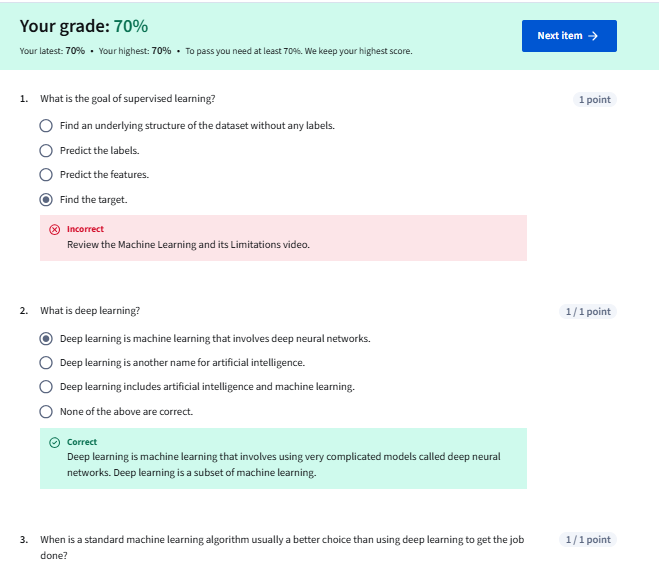 Your grade: 70%
Your latest: 70% • Your highest: 70% • To pass you need at least 70%. We keep your highest score.
Next item →
1. What is the goal of supervised learning?
1 point
Find an underlying structure of the dataset without any labels.
Predict the labels.
Predict the features.
Find the target.
Incorrect
Review the Machine Learning and its Limitations video.
2. What is deep learning?
1 / 1 point
Deep learning is machine learning that involves deep neural networks.
Deep learning is another name for artificial intelligence.
Deep learning includes artificial intelligence and machine learning.
None of the above are correct.
Correct
Deep learning is machine learning that involves using very complicated models called deep neural
networks. Deep learning is a subset of machine learning.
3. When is a standard machine learning algorithm usually a better choice than using deep learning to get the job
done?
1 / 1 point